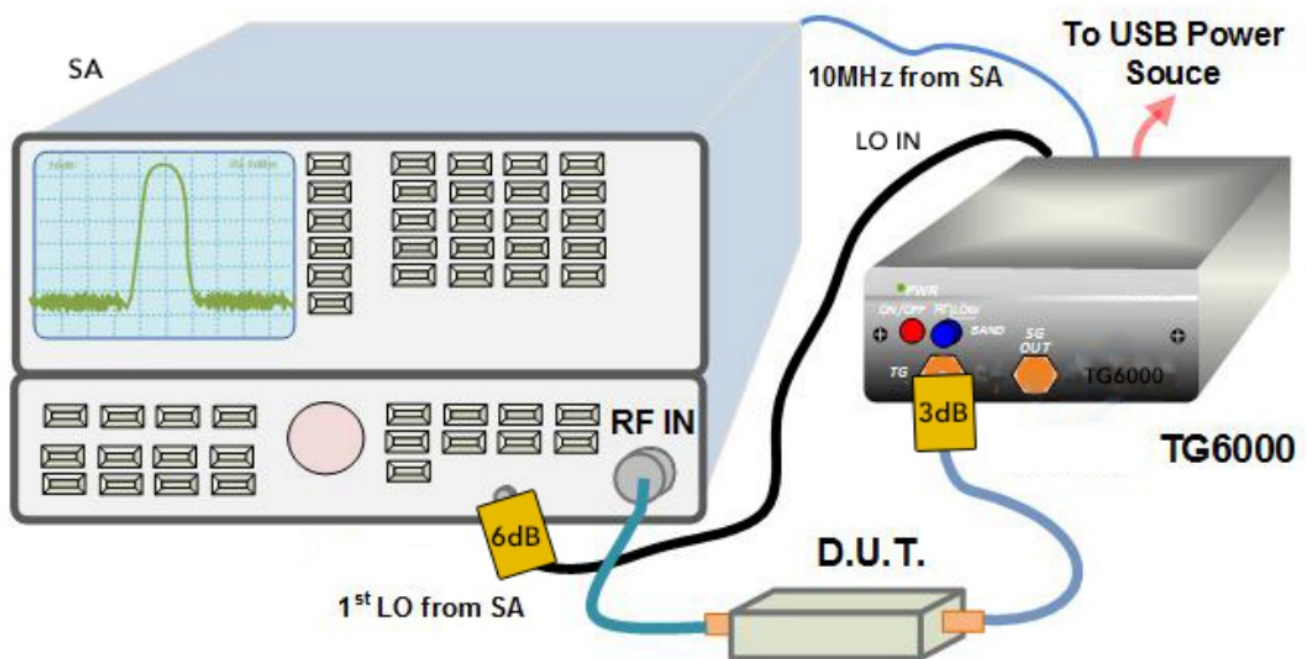 SA
10MHz from SA
To USB Power
Souce
LO IN
PWR
ON/OFF
BAND
SG
OUT
TG
TG6000
3dB
TG6000
RF IN
6dB
D.U.T.
1st LO from SA